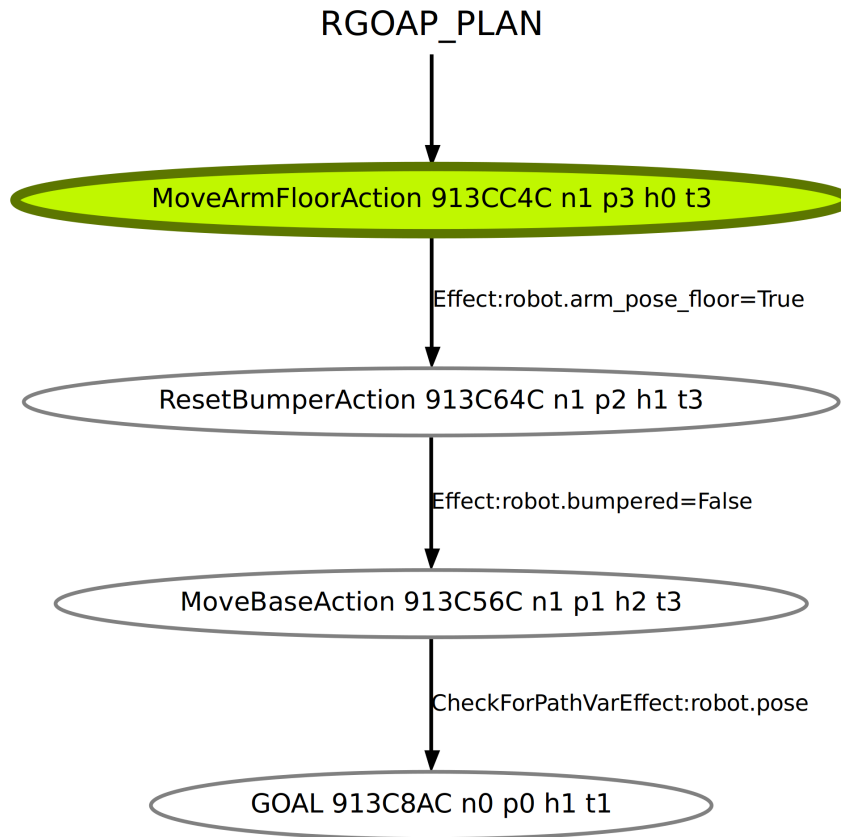 RGOAP_PLAN
MoveArmFloorAction 913CC4C n1 p3 h0 t3
Effect:robot.arm_pose_floor=True
ResetBumperAction 913C64C n1 p2 h1 t3
Effect:robot.bumpered=False
MoveBaseAction 913C56C n1 p1 h2 t3
CheckForPathVarEffect:robot.pose
GOAL 913C8AC n0 p0 h1 t1